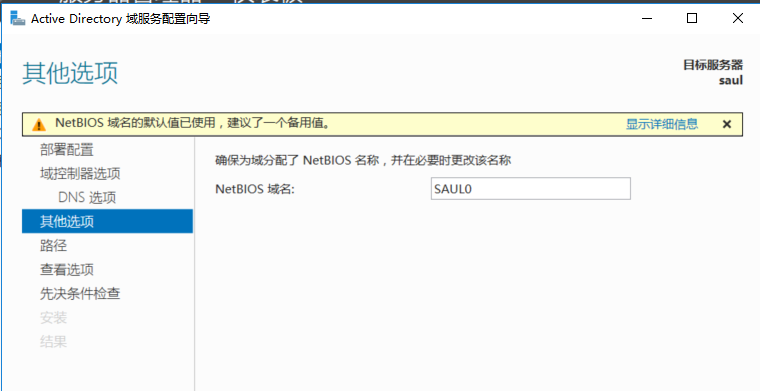 Active Directory 域服务配置向导
其他选项
目标服务器
saul
NetBIOS 域名的默认值已使用，建议了一个备用值。
显示详细信息
部署配置
域控制器选项
DNS 选项
其他选项
路径
查看选项
先决条件检查
安装
结果
确保为域分配了 NetBIOS 名称，并在必要时更改该名称
NetBIOS 域名:
SAUL0